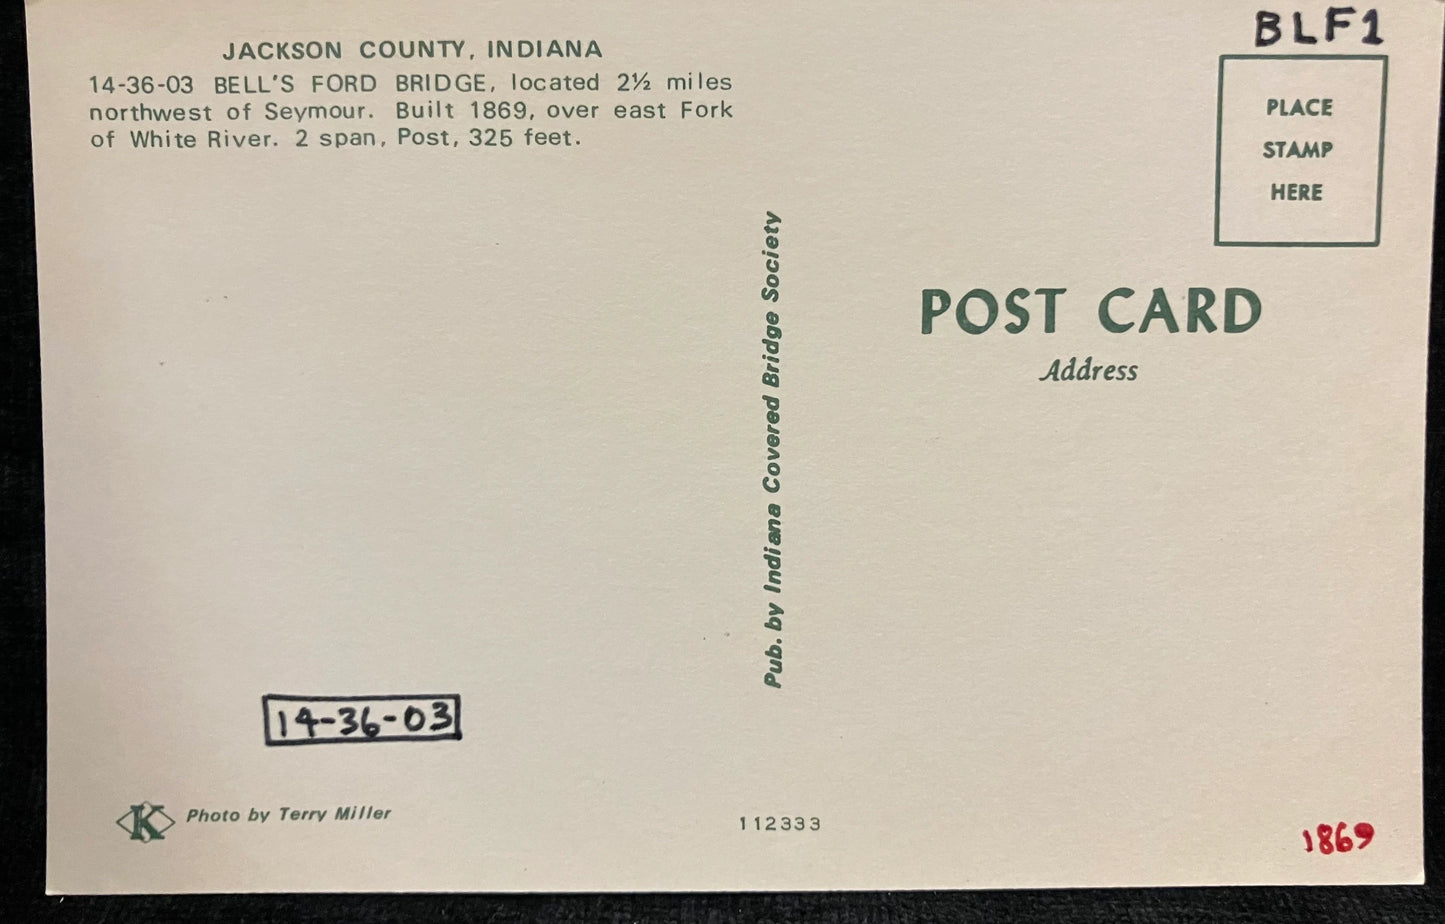 JACKSON COUNTY, INDIANA
14-36-03 BELL'S FORD BRIDGE, located 2½ miles
northwest of Seymour. Built 1869, over east Fork
of White River. 2 span, Post, 325 feet.
BLF1
PLACE
STAMP
HERE
POST CARD
Address
Pub. by Indiana Covered Bridge Society
14-36-03
K
Photo by Terry Miller
112333
1869